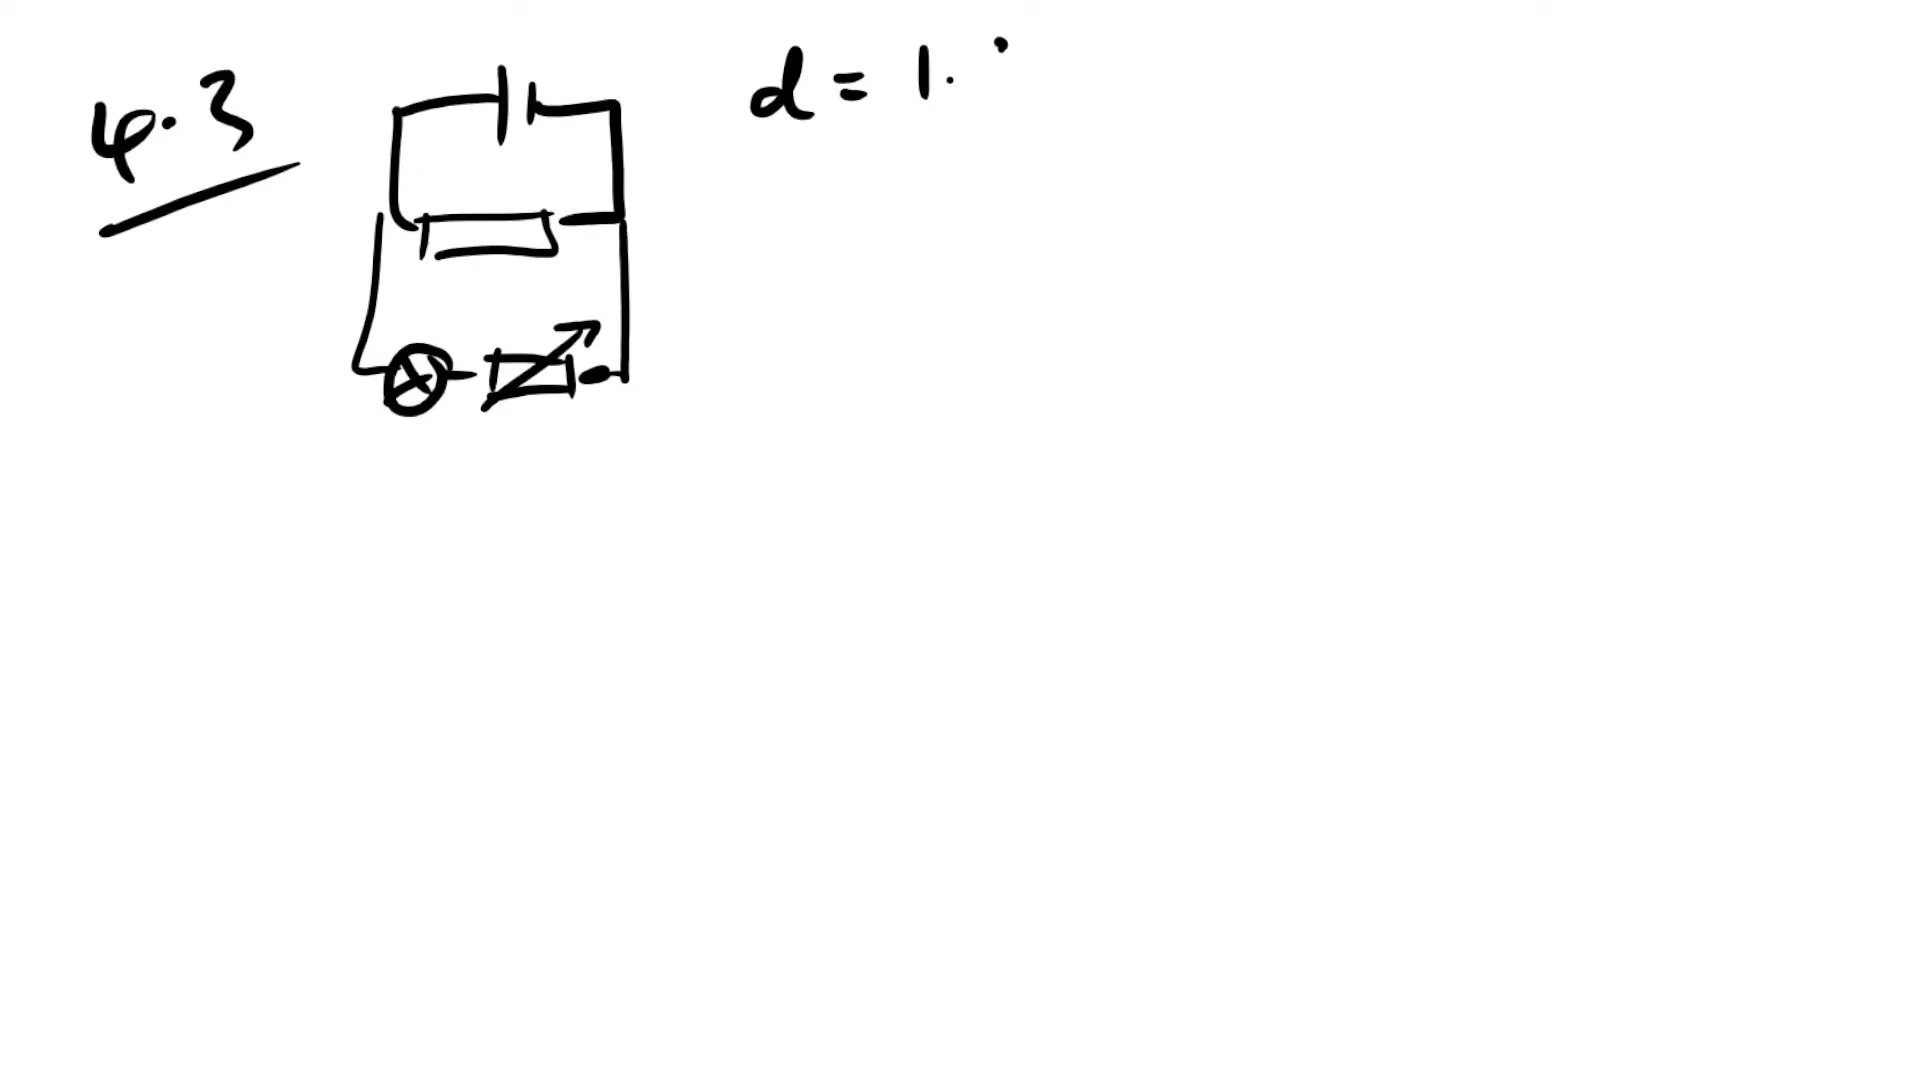 4.3
d = 1.